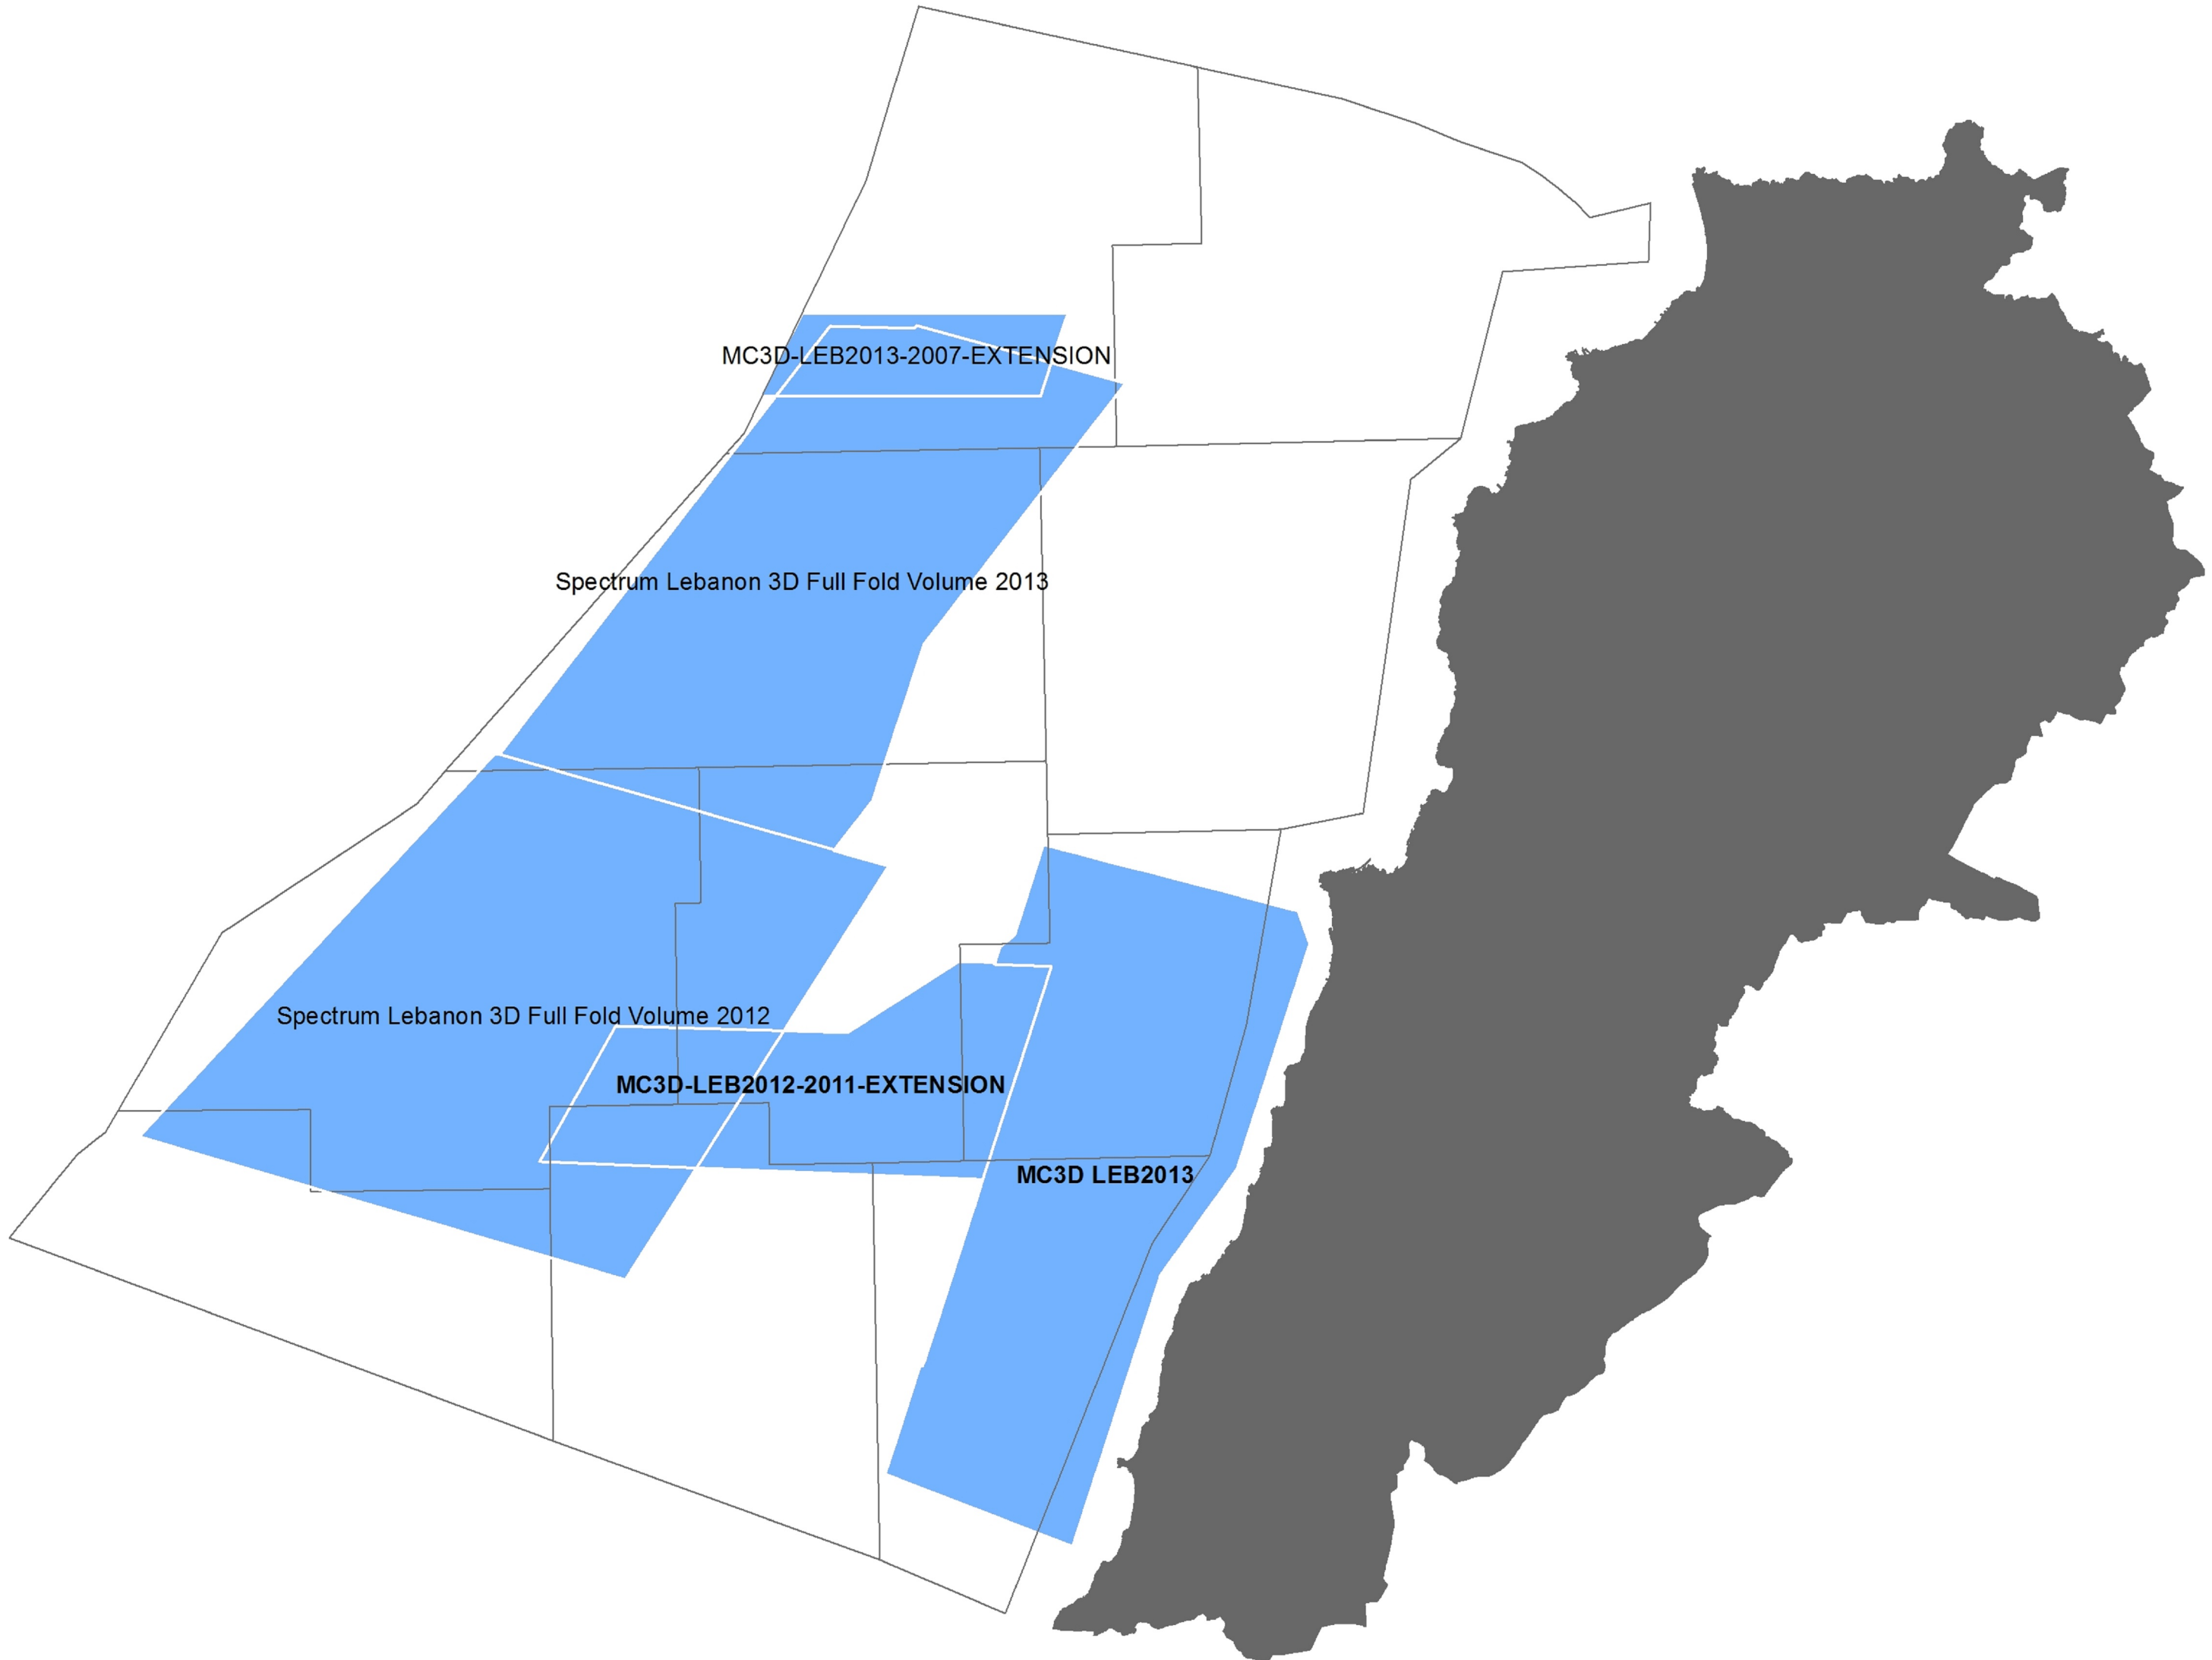 MC3D-LEB2013-2007-EXTENSION
Spectrum Lebanon 3D Full Fold Volume 2013
Spectrum Lebanon 3D Full Fold Volume 2012
MC3D-LEB2012-2011-EXTENSION
MC3D LEB2013